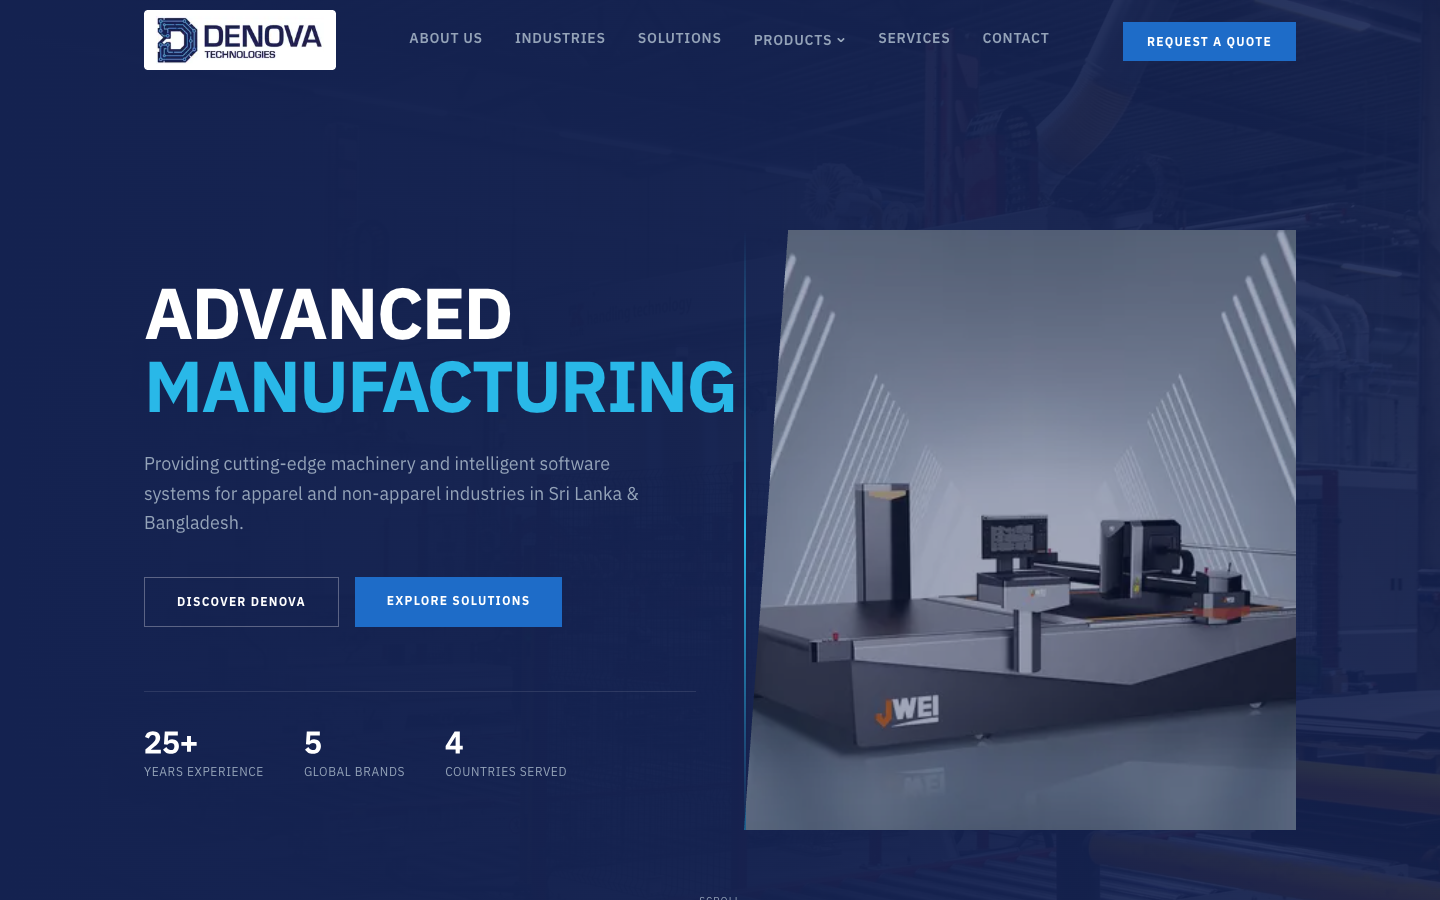 DENOVA
TECHNOLOGIES
ABOUT US
INDUSTRIES
SOLUTIONS
PRODUCTS
SERVICES
CONTACT
REQUEST A QUOTE
ADVANCED
MANUFACTURING
Providing cutting-edge machinery and intelligent software
systems for apparel and non-apparel industries in Sri Lanka &
Bangladesh.
DISCOVER DENOVA
EXPLORE SOLUTIONS
JWEI
25+
5
4
YEARS EXPERIENCE
GLOBAL BRANDS
COUNTRIES SERVED
SCROLL